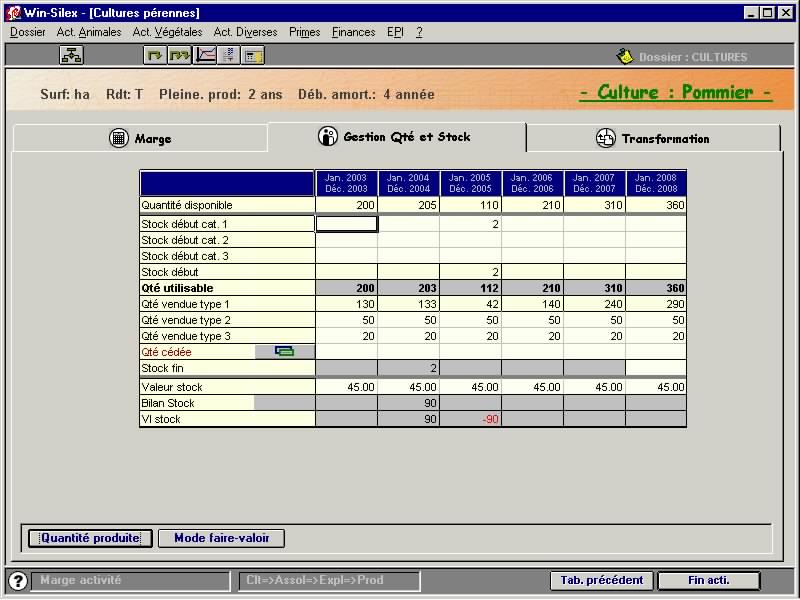 Win-Silex - [Cultures pérennes]
Dossier Act. Animales Act. Végétales Act. Diverses Primes Finances EPI ?
Dossier : CULTURES
Surf: ha Rdt: T Pleine. prod: 2 ans Déb. amort.: 4 année
- Culture : Pommier -
Marge Gestion Qté et Stock Transformation
Jan. 2003 Jan. 2004 Jan. 2005 Jan. 2006 Jan. 2007 Jan. 2008
Déc. 2003 Déc. 2004 Déc. 2005 Déc. 2006 Déc. 2007 Déc. 2008
Quantité disponible 200 205 110 210 310 360
Stock début cat. 1 2
Stock début cat. 2
Stock début cat. 3
Stock début 2
Qté utilisable 200 203 112 210 310 360
Qté vendue type 1 130 133 42 140 240 290
Qté vendue type 2 50 50 50 50 50 50
Qté vendue type 3 20 20 20 20 20 20
Qté cédée
Stock fin 2
Valeur stock 45.00 45.00 45.00 45.00 45.00 45.00
Bilan Stock 90
VI stock 90 -90
Quantité produite Mode faire-valoir
? Marge activité Clt=>Assol=>Expl=>Prod Tab. précédent Fin acti.